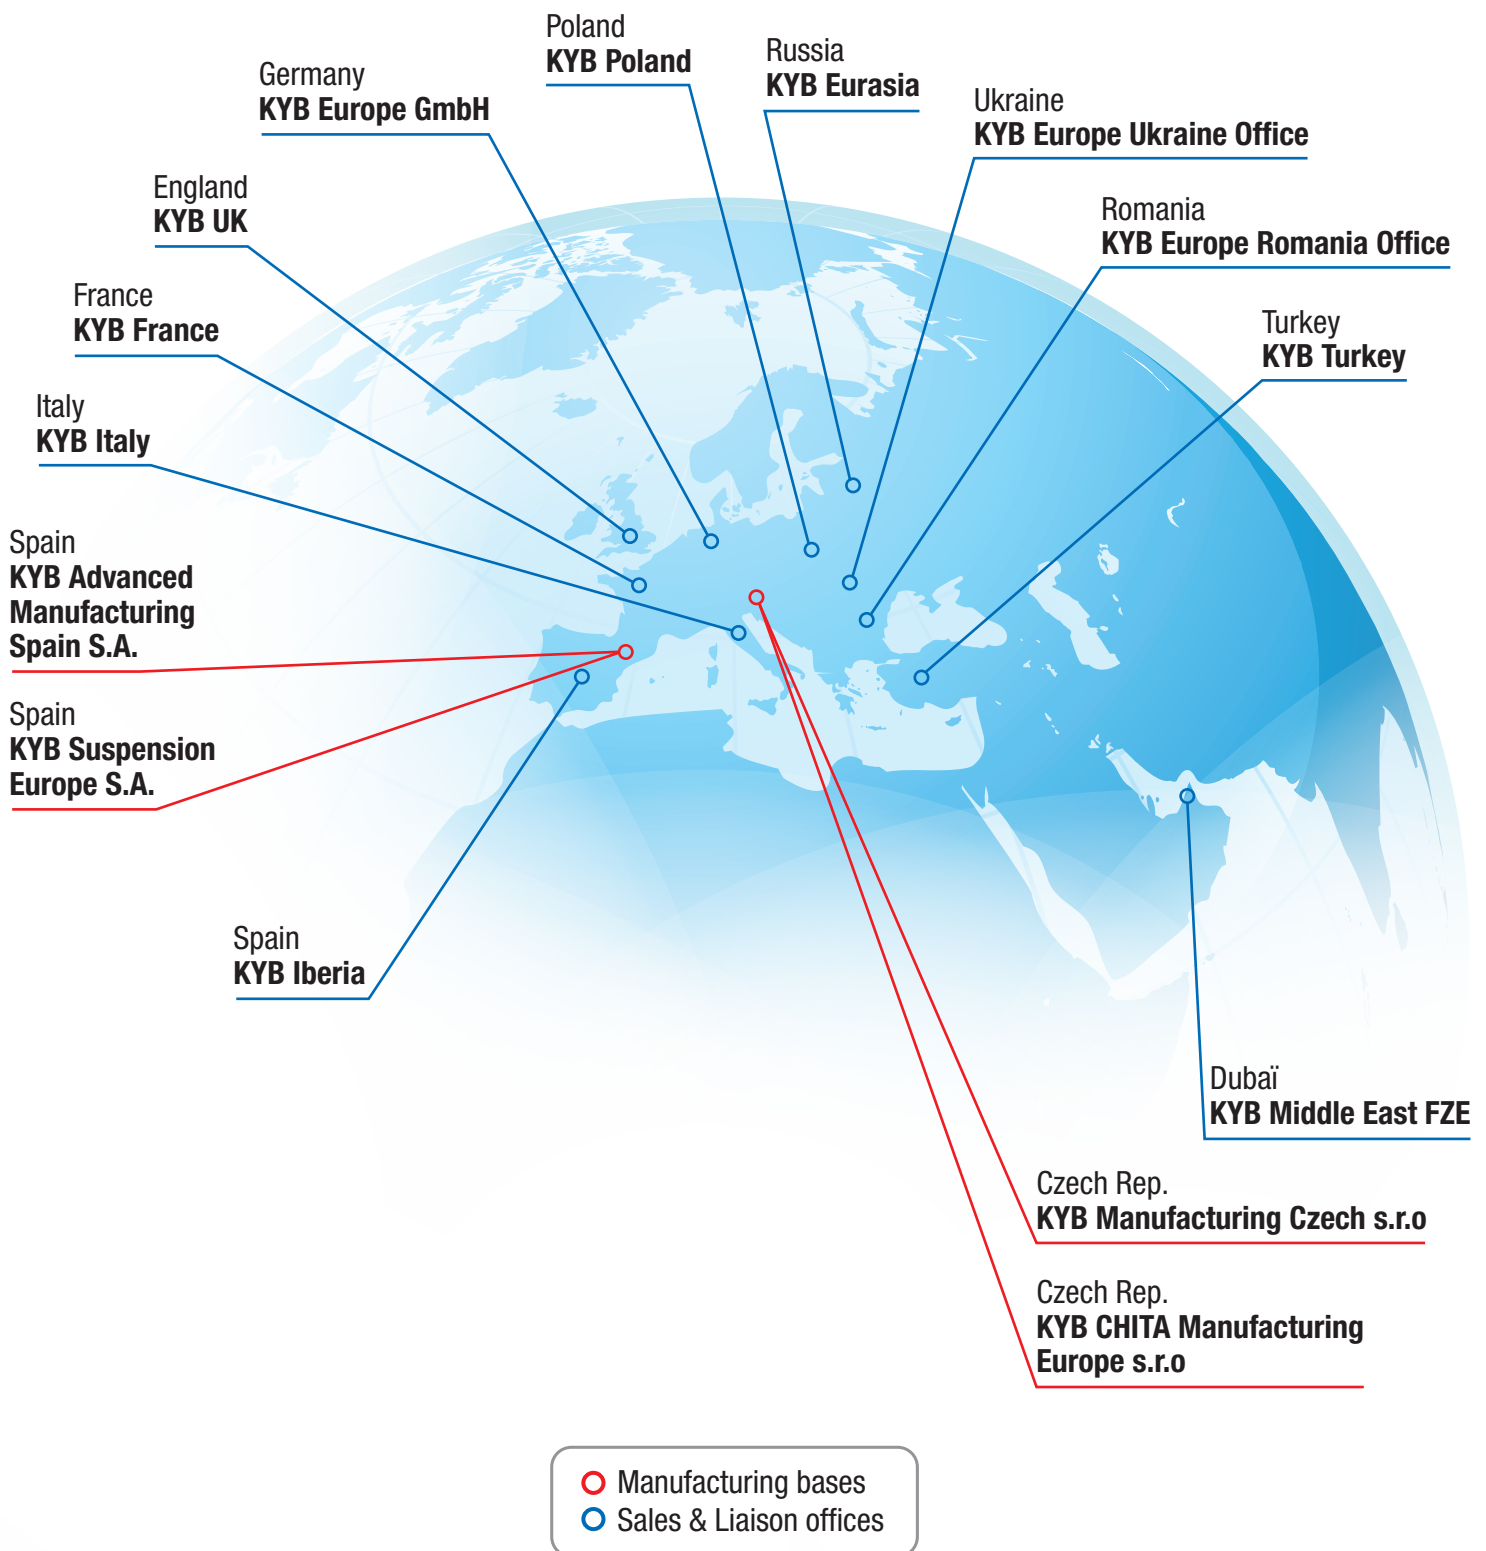 Poland
KYB Poland
Russia
KYB Eurasia
Germany
KYB Europe GmbH
Ukraine
KYB Europe Ukraine Office
England
KYB UK
Romania
KYB Europe Romania Office
France
KYB France
Turkey
KYB Turkey
Italy
KYB Italy
Spain
KYB Advanced
Manufacturing
Spain S.A.
Spain
KYB Suspension
Europe S.A.
Spain
KYB Iberia
Dubaï
KYB Middle East FZE
Czech Rep.
KYB Manufacturing Czech s.r.o
Czech Rep.
KYB CHITA Manufacturing
Europe s.r.o
Manufacturing bases
Sales & Liaison offices